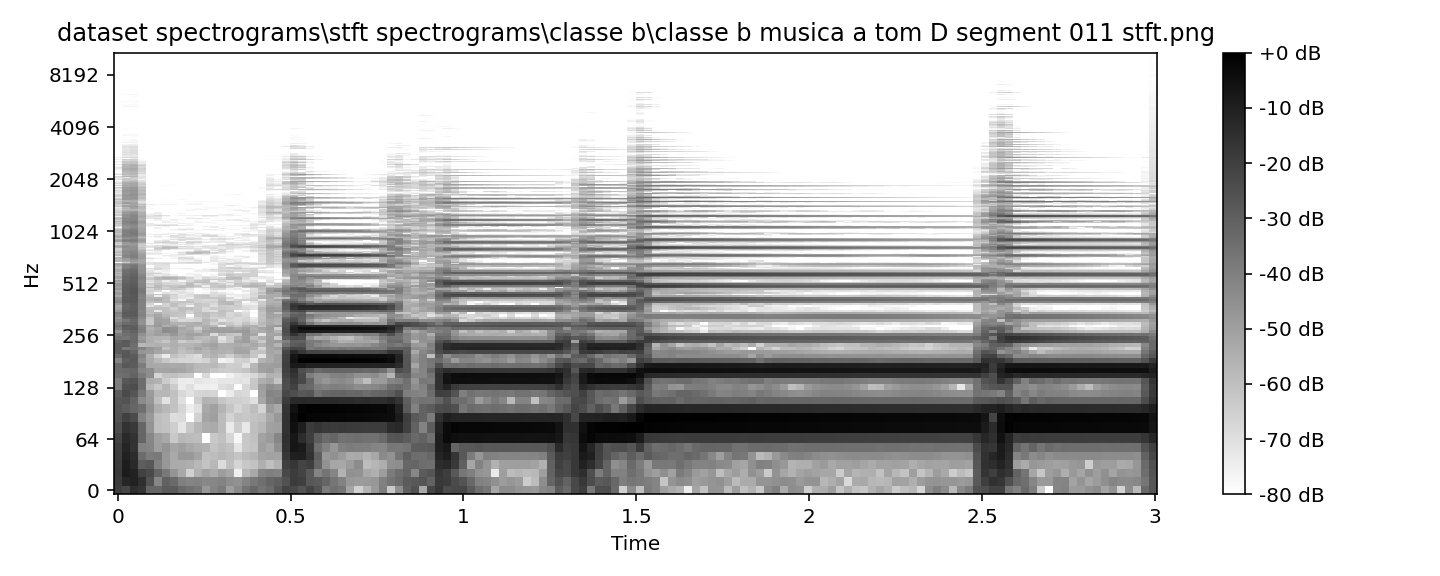 dataset spectrograms\stft spectrograms\classe b\classe b musica a tom D segment 011 stft.png
8192
4096
2048
1024
512
256
128
64
0
Hz
0
0.5
1
1.5
2
2.5
3
Time
+0 dB
-10 dB
-20 dB
-30 dB
-40 dB
-50 dB
-60 dB
-70 dB
-80 dB